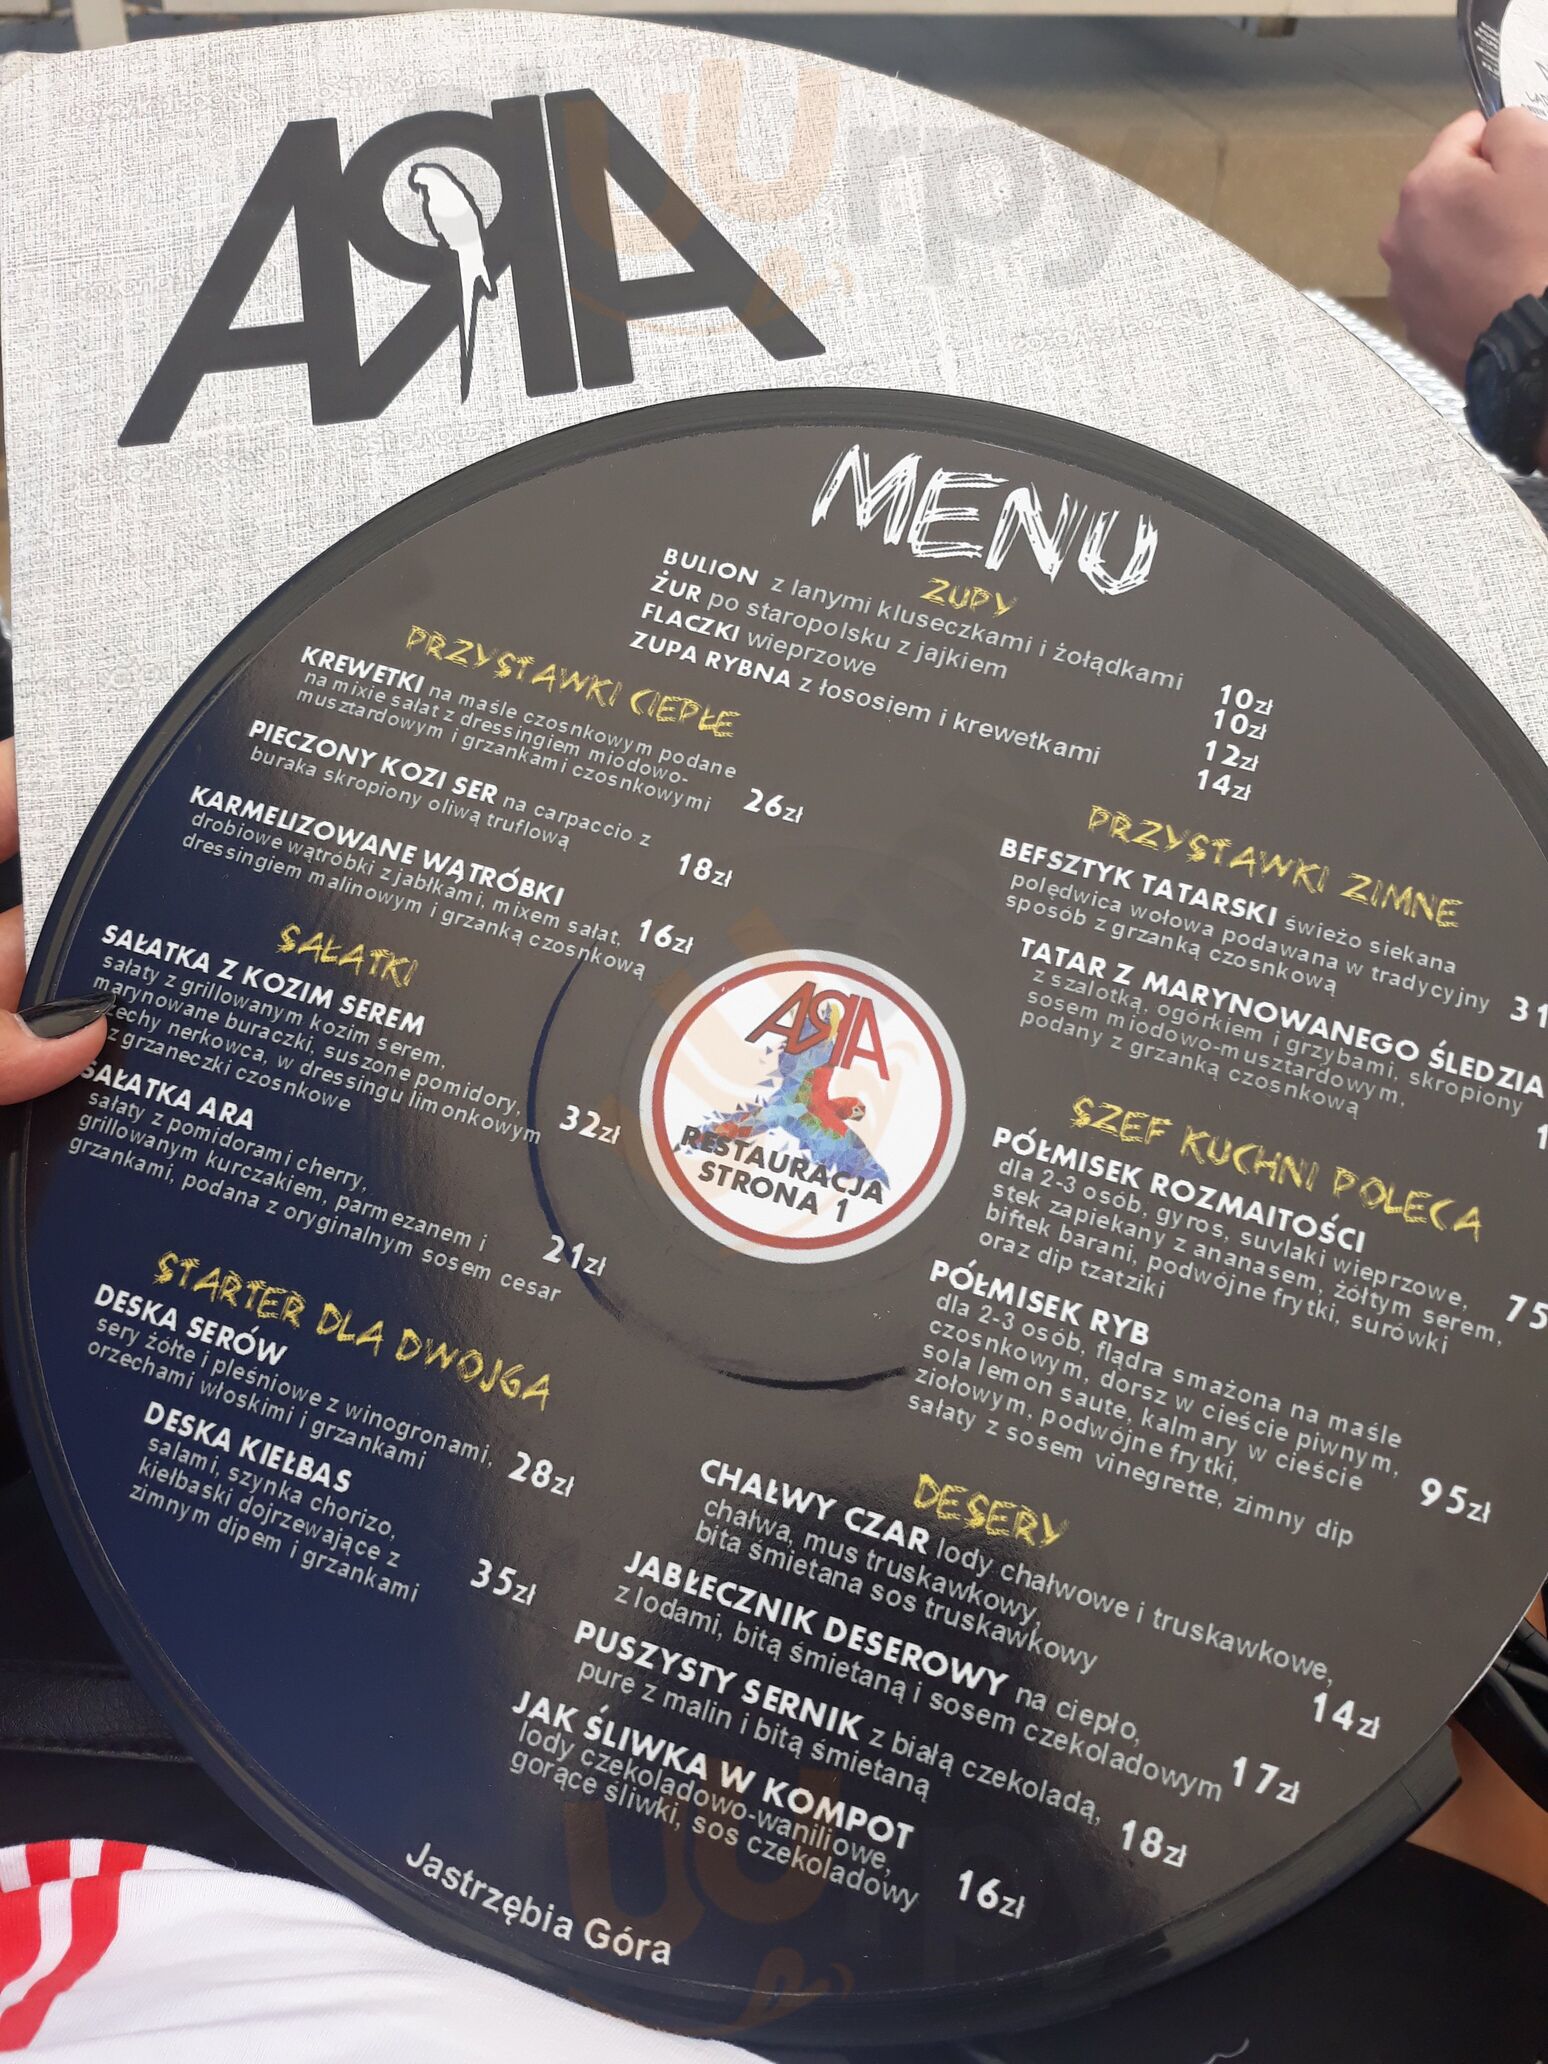 ARA
MENU
ZUPY
BULION z lanymi kluseczkami i żołądkami 10zł
ŻUR po staropolsku z jajkiem 10zł
FLACZKI wieprzowe 12zł
ZUPA RYBNA z łososiem i krewetkami 14zł
PRZYSTAWKI CIEPŁE
KREWETKI na maśle czosnkowym podane
na mixie sałat z dressingiem miodowo-
musztardowym i grzankami czosnkowymi 26zł
PIECZONY KOZI SER na carpaccio z
buraka skropiony oliwą truflową 18zł
KARMELIZOWANE WĄTRÓBKI
drobiowe wątróbki z jabłkami, mixem sałat,
dressingiem malinowym i grzanką czosnkową 16zł
SAŁATKI
SAŁATKA Z KOZIM SEREM
sałaty z grillowanym kozim serem,
marynowane buraczki, suszone pomidory,
nerkowca, w dressingu limonkowym
z grzaneczki czosnkowe 32zł
SAŁATKA ARA
sałaty z pomidorami cherry,
grillowanym kurczakiem, parmezanem i
grzankami, podana z oryginalnym sosem cesar 21zł
STARTER DLA DWOJGA
DESKA SERÓW
sery żółte i pleśniowe z winogronami,
orzechami włoskimi i grzankami 28zł
DESKA KIEŁBAS
salami, szynka chorizo,
kiełbaski dojrzewające z
zimnym dipem i grzankami 35zł
PRZYSTAWKI ZIMNE
BEFSZTYK TATARSKI świeżo siekana
polędwica wołowa podawana w tradycyjny
sposób z grzanką czosnkową 31
TATAR Z MARYNOWANEGO ŚLEDZIA
z szalotką, ogórkiem i grzybami, skropiony
sosem miodowo-musztardowym,
podany z grzanką czosnkową 1
SZEF KUCHNI POLECA
PÓŁMISEK ROZMAITOŚCI
dla 2-3 osób, gyros, suvlaki wieprzowe,
stek zapiekany z ananasem, żółtym serem,
biftek barani, podwójne frytki, surówki
oraz dip tzatziki 75
PÓŁMISEK RYB
dla 2-3 osób, flądra smażona na maśle
czosnkowym, dorsz w cieście piwnym,
sola lemon saute, kalmary w cieście
ziołowym, podwójne frytki,
sałaty z sosem vinegrette, zimny dip 95zł
DESERY
CHAŁWY CZAR lody chałwowe i truskawkowe,
chałwa, mus truskawkowy,
bita śmietana sos truskawkowy 14zł
JABŁECZNIK DESEROWY na ciepło,
z lodami, bitą śmietaną i sosem czekoladowym 17zł
PUSZYSTY SERNIK z białą czekoladą,
pure z malin i bitą śmietaną 18zł
JAK ŚLIWKA W KOMPOT
lody czekoladowo-waniliowe,
gorące śliwki, sos czekoladowy 16zł
ARA
RESTAURACJA
STRONA 1
Jastrzębia Góra